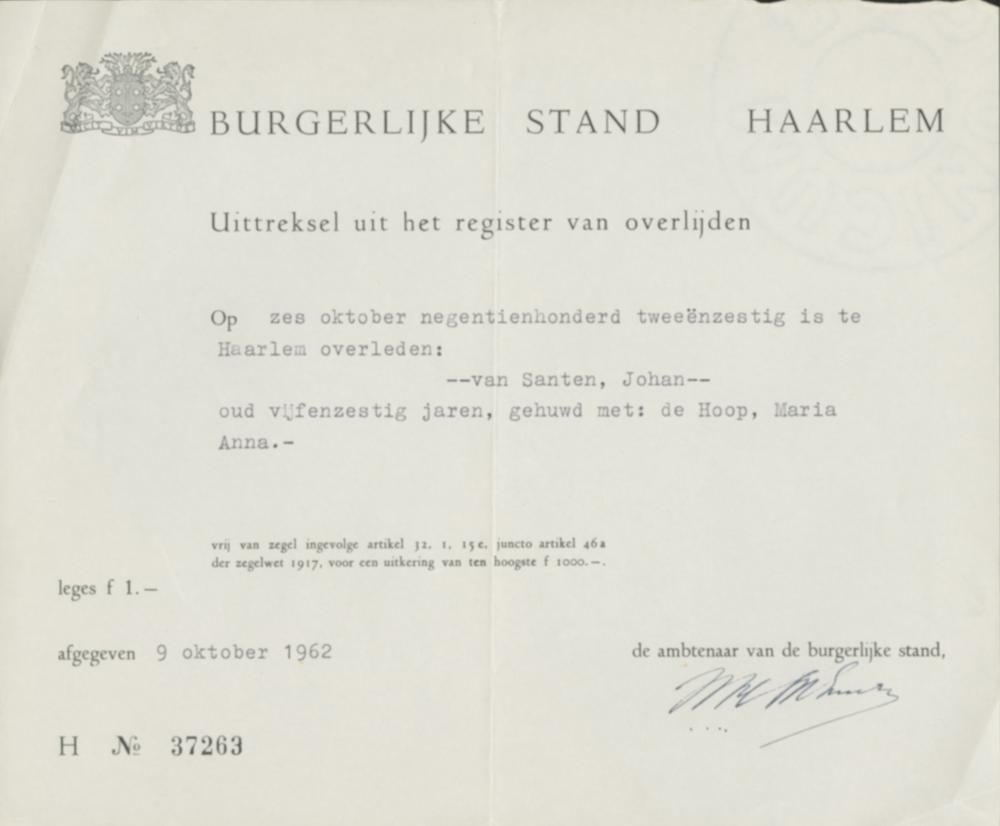 VICIT VIM VIRTUS
BURGERLIJKE STAND HAARLEM
Uittreksel uit het register van overlijden
Op zes oktober negentienhonderd tweeënzestig is te
Haarlem overleden:
--van Santen, Johan--
oud vijfenzestig jaren, gehuwd met: de Hoop, Maria
Anna.-
vrij van zegel ingevolge artikel 32, 1, 15e, juncto artikel 46a
der zegelwet 1917, voor een uitkering van ten hoogste f 1000.—.
leges f 1.—
afgegeven 9 oktober 1962
de ambtenaar van de burgerlijke stand,
H № 37263